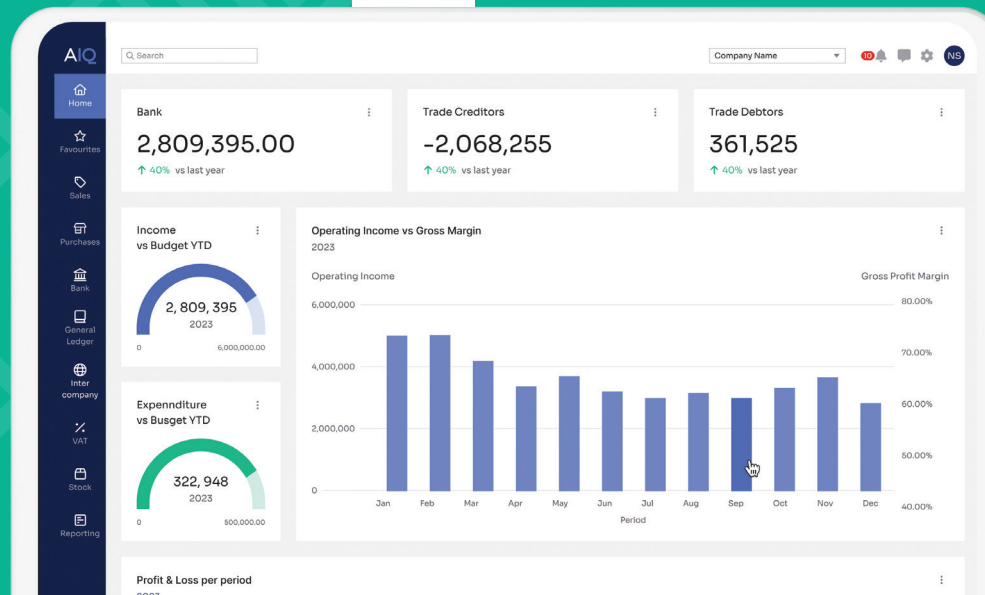 AIQ
Search
Company Name
10
NS
Home
Favourites
Sales
Purchases
Bank
General
Ledger
Inter
company
VAT
Stock
Reporting
Bank
2,809,395.00
40% vs last year
Trade Creditors
-2,068,255
40% vs last year
Trade Debtors
361,525
40% vs last year
Income
vs Budget YTD
2, 809, 395
2023
0 6,000,000.00
Expennditure
vs Busget YTD
322, 948
2023
0 500,000.00
Operating Income vs Gross Margin
2023
Operating Income Gross Profit Margin
6,000,000
4,000,000
2,000,000
0
80.00%
70.00%
60.00%
50.00%
40.00%
Jan Feb Mar Apr May Jun Jul Aug Sep Oct Nov Dec
Period
Profit & Loss per period
2023